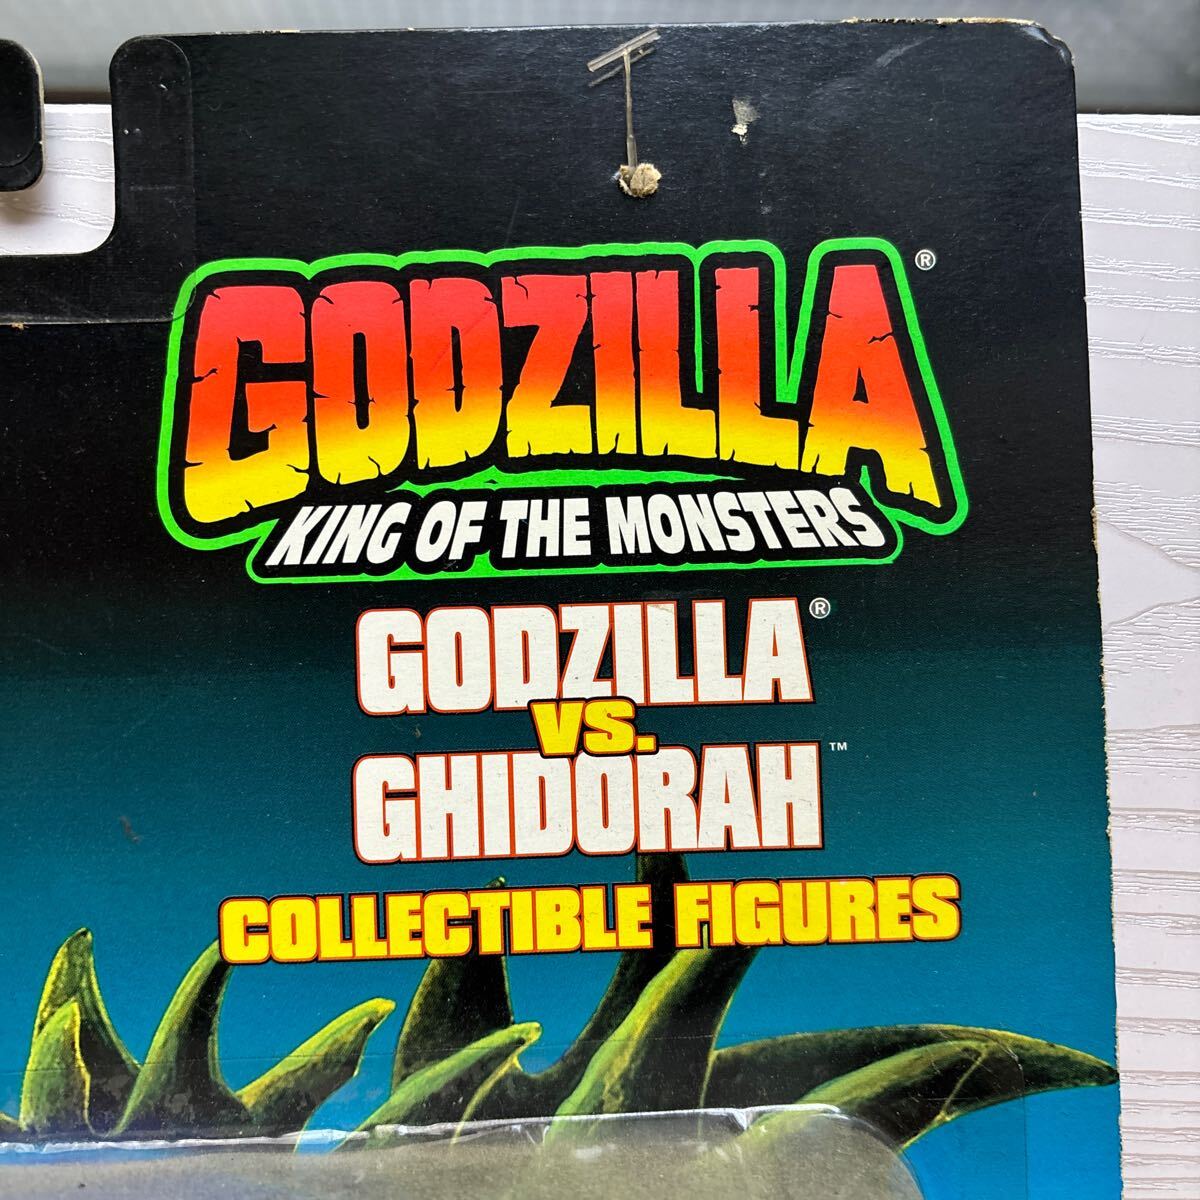 GODZILLA®
KING OF THE MONSTERS
GODZILLA®
VS.
GHIDORAH™
COLLECTIBLE FIGURES